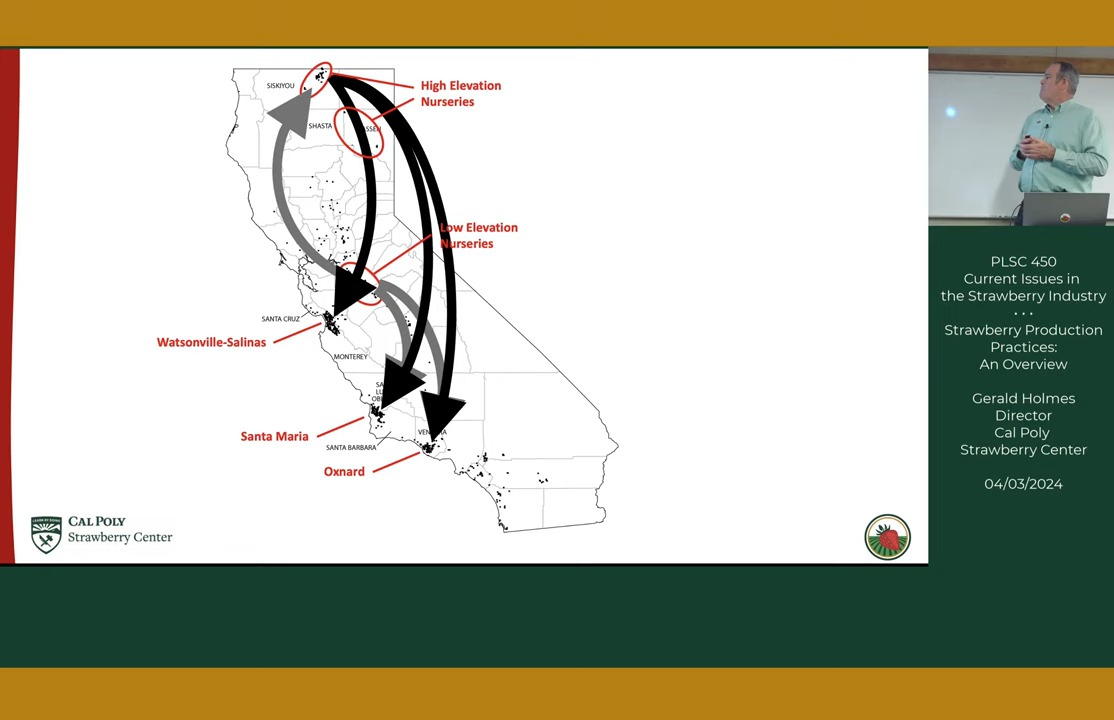 SISKIYOU
High Elevation
Nurseries
SHASTA
SSEN
Low Elevation
Nurseries
SANTA CRUZ
Watsonville-Salinas
MONTEREY
Santa Maria
SANTA BARBARA
Oxnard
CAL POLY
Strawberry Center
PLSC 450
Current Issues in
the Strawberry Industry
...
Strawberry Production
Practices:
An Overview
Gerald Holmes
Director
Cal Poly
Strawberry Center
04/03/2024